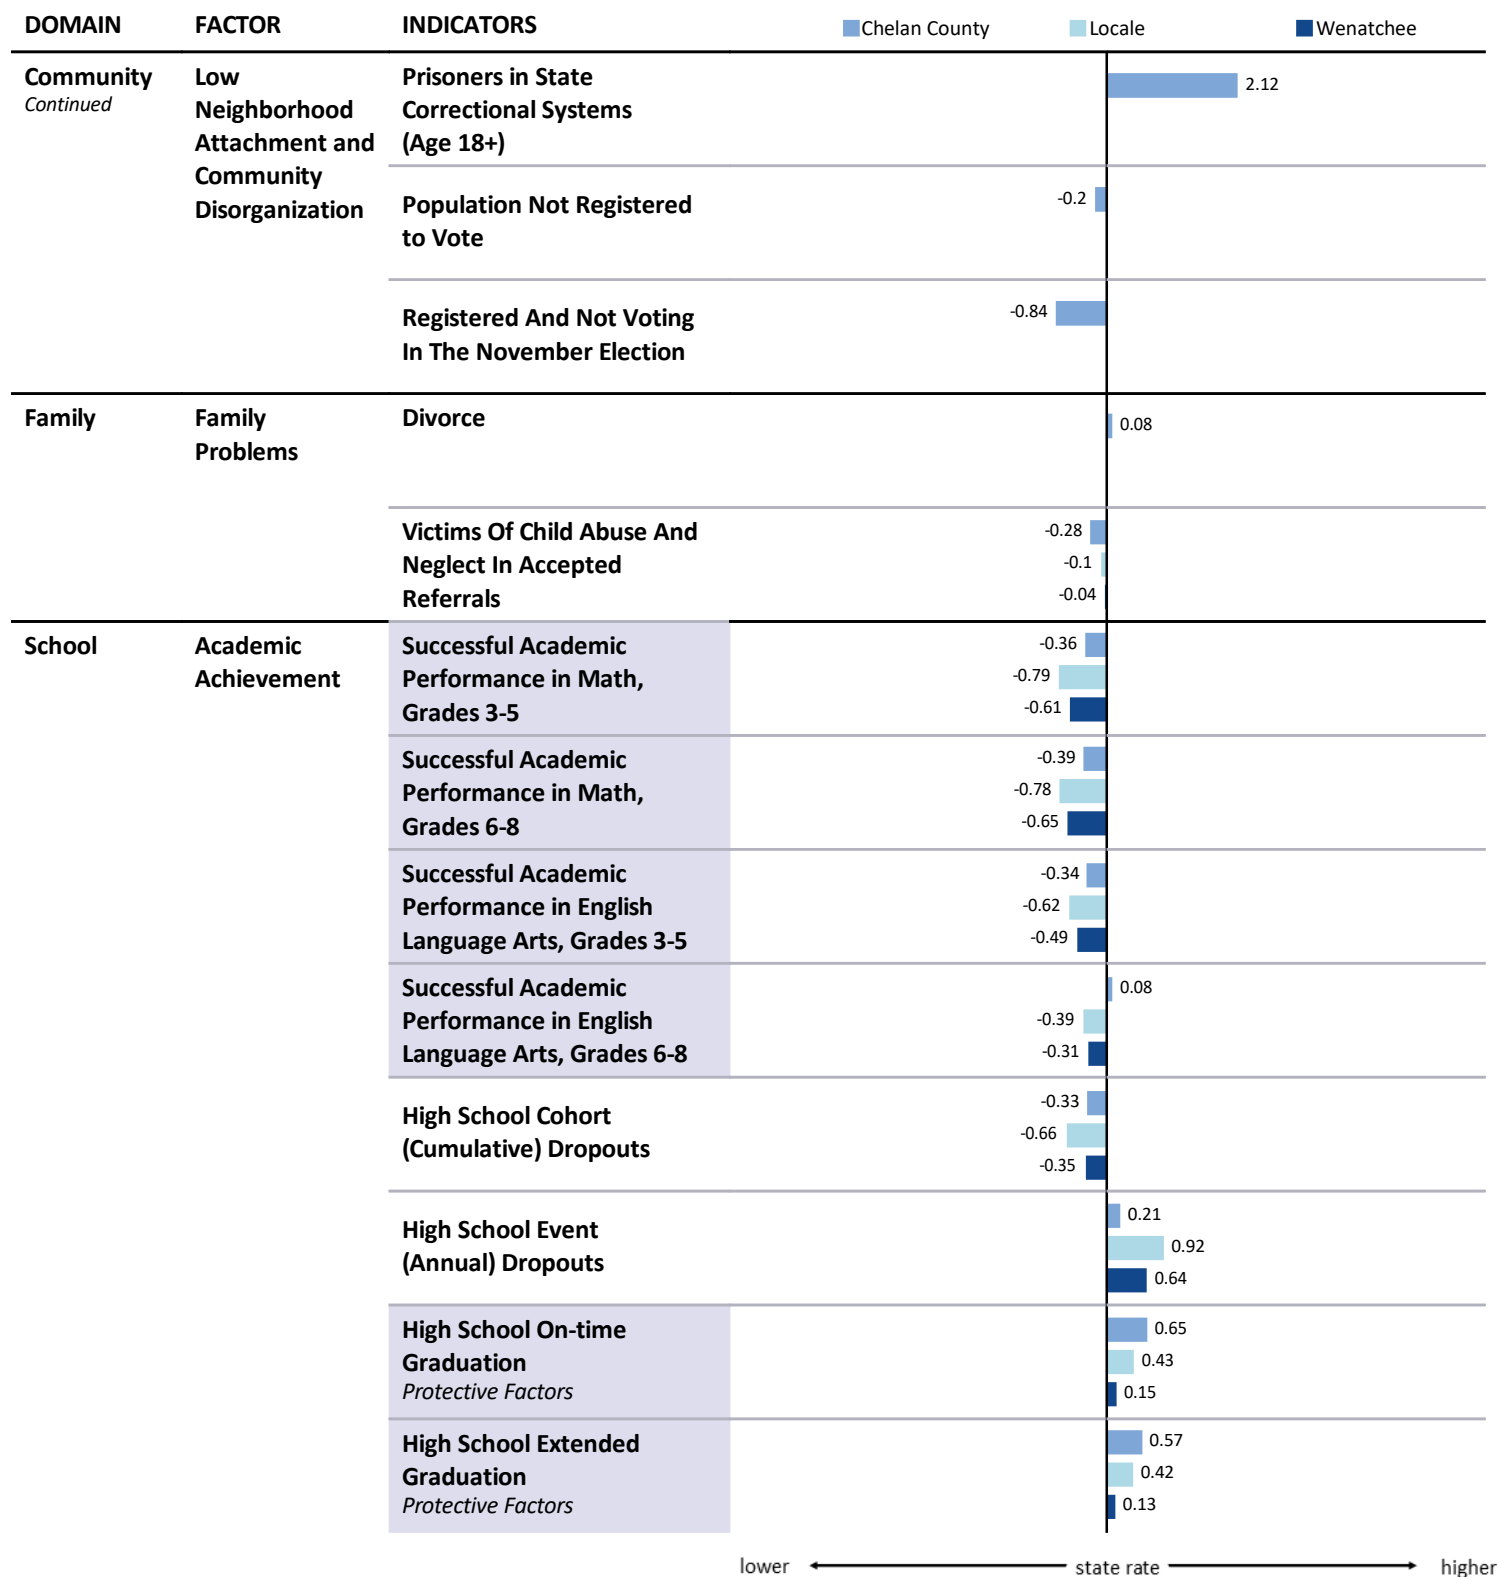 DOMAIN FACTOR INDICATORS Chelan County Locale Wenatchee
Community
Continued
Low
Neighborhood
Attachment and
Community
Disorganization
Prisoners in State
Correctional Systems
(Age 18+)
2.12
Population Not Registered
to Vote
-0.2
Registered And Not Voting
In The November Election
-0.84
Family
Family
Problems
Divorce
0.08
Victims Of Child Abuse And
Neglect In Accepted
Referrals
-0.28
-0.1
-0.04
School
Academic
Achievement
Successful Academic
Performance in Math,
Grades 3-5
-0.36
-0.79
-0.61
Successful Academic
Performance in Math,
Grades 6-8
-0.39
-0.78
-0.65
Successful Academic
Performance in English
Language Arts, Grades 3-5
-0.34
-0.62
-0.49
Successful Academic
Performance in English
Language Arts, Grades 6-8
0.08
-0.39
-0.31
High School Cohort
(Cumulative) Dropouts
-0.33
-0.66
-0.35
High School Event
(Annual) Dropouts
0.21
0.92
0.64
High School On-time
Graduation
Protective Factors
0.65
0.43
0.15
High School Extended
Graduation
Protective Factors
0.57
0.42
0.13
lower state rate higher